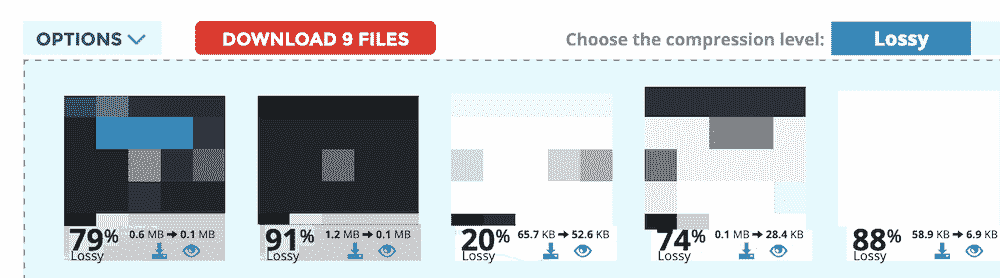 OPTIONS
DOWNLOAD 9 FILES
Choose the compression level:
Lossy
79%
0.6 MB ➔ 0.1 MB
Lossy
91%
1.2 MB ➔ 0.1 MB
Lossy
20%
65.7 KB ➔ 52.6 KB
Lossy
74%
0.1 MB ➔ 28.4 KB
Lossy
88%
58.9 KB ➔ 6.9 KB
Lossy